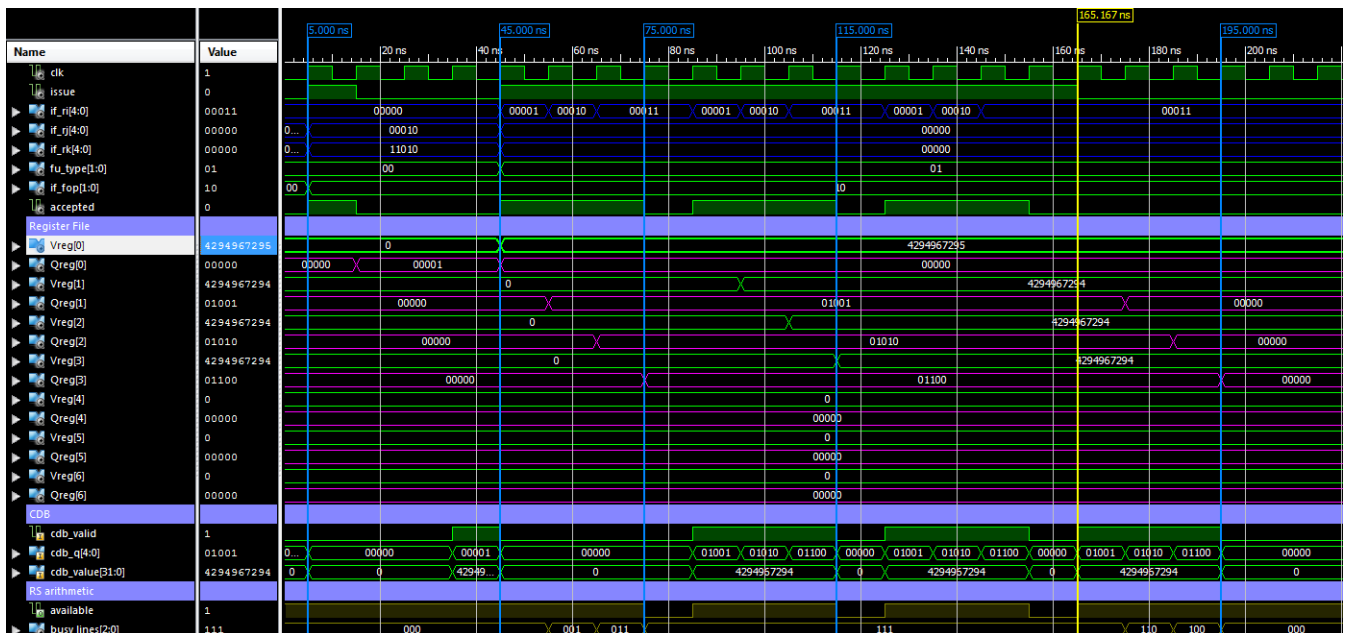 165.167 ns
5.000 ns 45.000 ns 75.000 ns 115.000 ns 195.000 ns
Name Value 20 ns 40 ns 60 ns 80 ns 100 ns 120 ns 140 ns 160 ns 180 ns 200 ns
clk 1
issue 0
if_ri[4:0] 00011 00000 00001 00010 00011 00001 00010 00011 00001 00010 00011
if_rj[4:0] 00000 0... 00010 00000
if_rk[4:0] 00000 0... 11010 00000
fu_type[1:0] 01 00 01
if_fop[1:0] 10 00 10
accepted 0
Register File
Vreg[0] 4294967295 0 4294967295
Qreg[0] 00000 00000 00001 00000
Vreg[1] 4294967294 0 4294967294
Qreg[1] 01001 00000 01001 00000
Vreg[2] 4294967294 0 4294967294
Qreg[2] 01010 00000 01010 00000
Vreg[3] 4294967294 0 4294967294
Qreg[3] 01100 00000 01100 00000
Vreg[4] 0 0
Qreg[4] 00000 00000
Vreg[5] 0 0
Qreg[5] 00000 00000
Vreg[6] 0 0
Qreg[6] 00000 00000
CDB
cdb_valid 1
cdb_q[4:0] 01001 0... 00000 00001 00000 01001 01010 01100 00000 01001 01010 01100 00000 01001 01010 01100 00000
cdb_value[31:0] 4294967294 0 0 42949... 0 4294967294 0 4294967294 0 4294967294 0
RS arithmetic
available 1
busy lines[2:0] 111 000 001 011 111 110 100 000